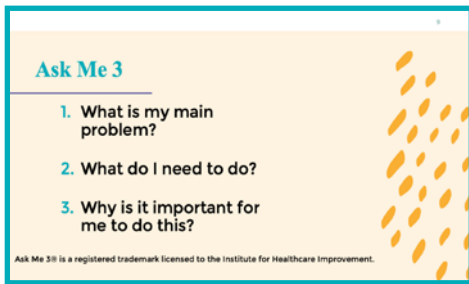 Ask Me 3
1. What is my main
problem?
2. What do I need to do?
3. Why is it important for
me to do this?
Ask Me 3® is a registered trademark licensed to the Institute for Healthcare Improvement.